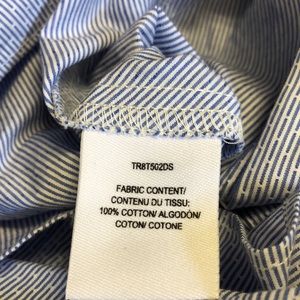 TR8T502DS
FABRIC CONTENT/
CONTENU DU TISSU:
100% COTTON/ ALGODÓN/
COTON/ COTONE